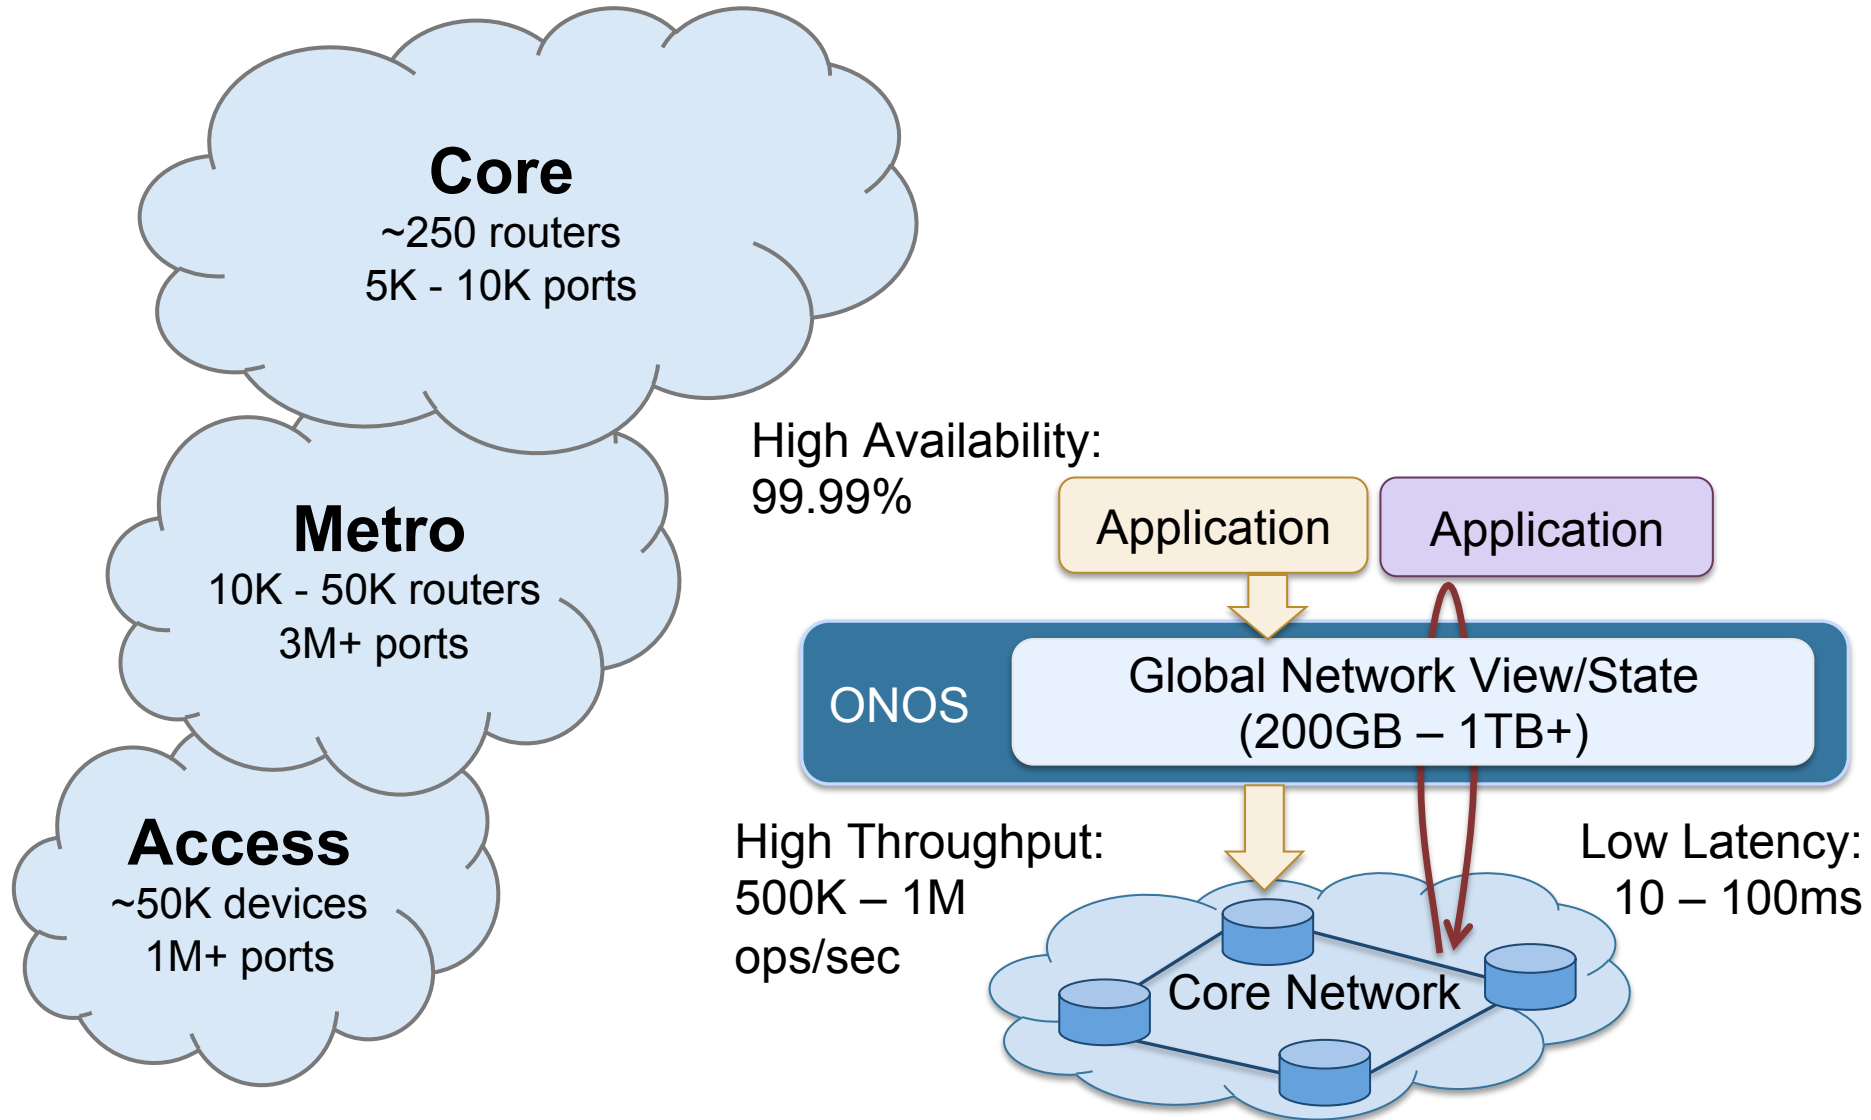 Core
~250 routers
5K - 10K ports
Metro
10K - 50K routers
3M+ ports
Access
~50K devices
1M+ ports
High Availability:
99.99%
Application
Application
ONOS
Global Network View/State
(200GB – 1TB+)
High Throughput:
500K – 1M
ops/sec
Low Latency:
10 – 100ms
Core Network